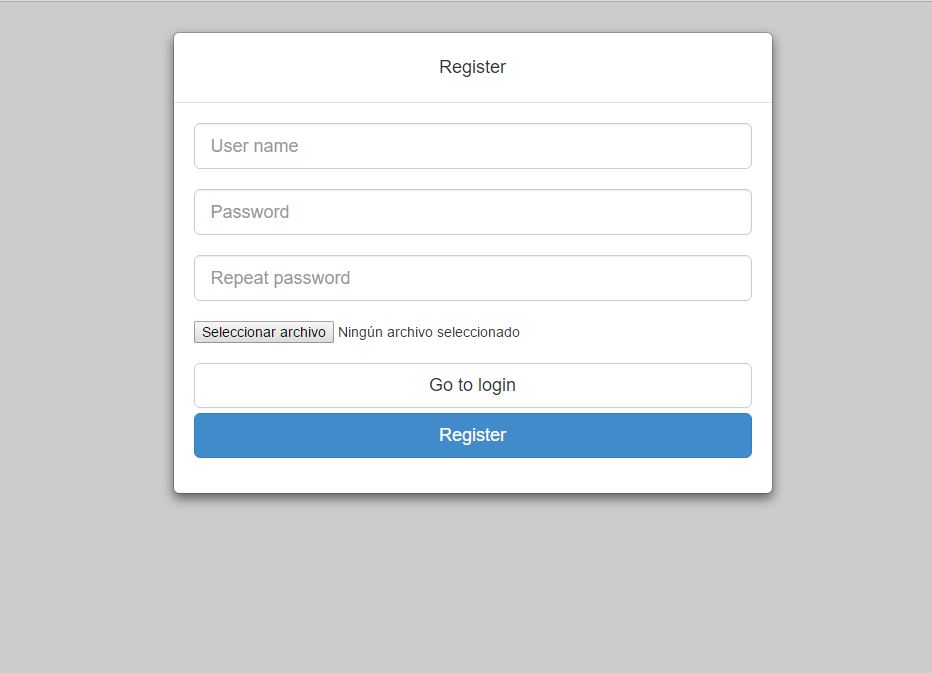 Register
User name
Password
Repeat password
Seleccionar archivo Ningún archivo seleccionado
Go to login
Register